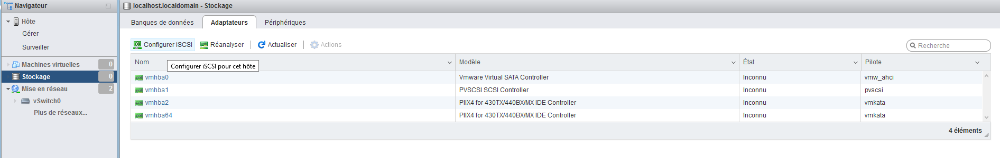 Navigateur
Hôte
Gérer
Surveiller
Machines virtuelles 0
Stockage 0
Mise en réseau 2
vSwitch0
Plus de réseaux...
localhost.localdomain - Stockage
Banques de données Adaptateurs Périphériques
Configurer iSCSI Réanalyser Actualiser Actions Recherche
Nom Modèle État Pilote
Configurer iSCSI pour cet hôte
vmhba0 Vmware Virtual SATA Controller Inconnu vmw_ahci
vmhba1 PVSCSI SCSI Controller Inconnu pvscsi
vmhba2 PIIX4 for 430TX/440BX/MX IDE Controller Inconnu vmkata
vmhba64 PIIX4 for 430TX/440BX/MX IDE Controller Inconnu vmkata
4 éléments